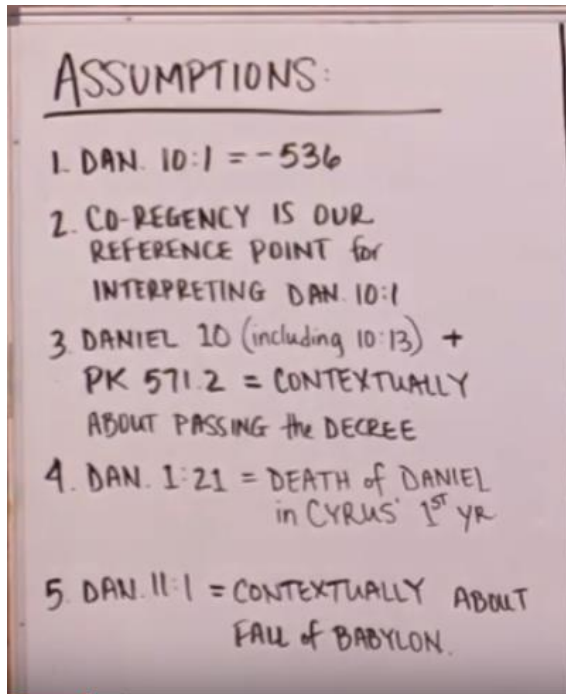 ASSUMPTIONS:
1. DAN. 10:1 = -536
2. CO-REGENCY IS OUR
REFERENCE POINT for
INTERPRETING DAN. 10:1
3. DANIEL 10 (including 10:13) +
PK 571.2 = CONTEXTUALLY
ABOUT PASSING the DECREE
4. DAN. 1:21 = DEATH of DANIEL
in CYRUS' 1ST YR
5. DAN. 11:1 = CONTEXTUALLY ABOUT
FALL of BABYLON.